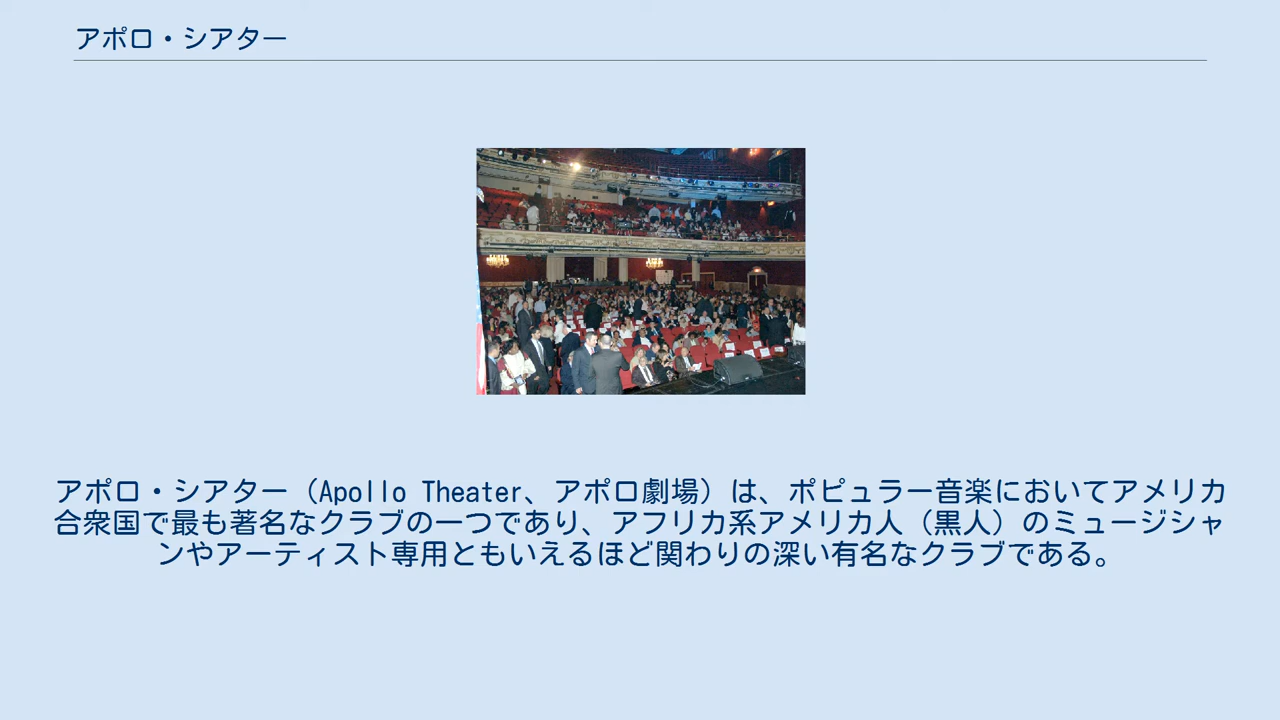 アポロ・シアター
アポロ・シアター（Apollo Theater、アポロ劇場）は、ポピュラー音楽においてアメリカ
合衆国で最も著名なクラブの一つであり、アフリカ系アメリカ人（黒人）のミュージシャ
ンやアーティスト専用ともいえるほど関わりの深い有名なクラブである。